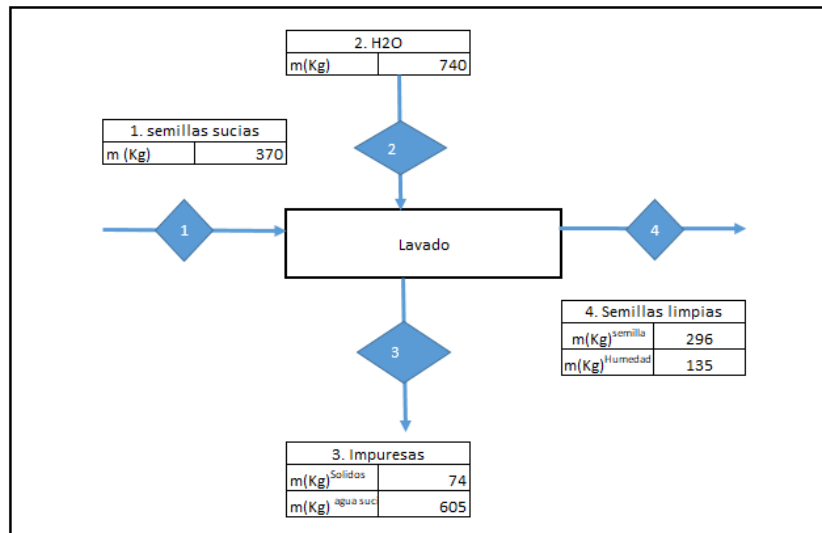 2. H2O
m(Kg) 740
1. semillas sucias
m (Kg) 370
2
1
Lavado
4
4. Semillas limpias
m(Kg)semilla 296
m(Kg)Humedad 135
3
3. Impuresas
m(Kg)Solidos 74
m(Kg) agua suci 605